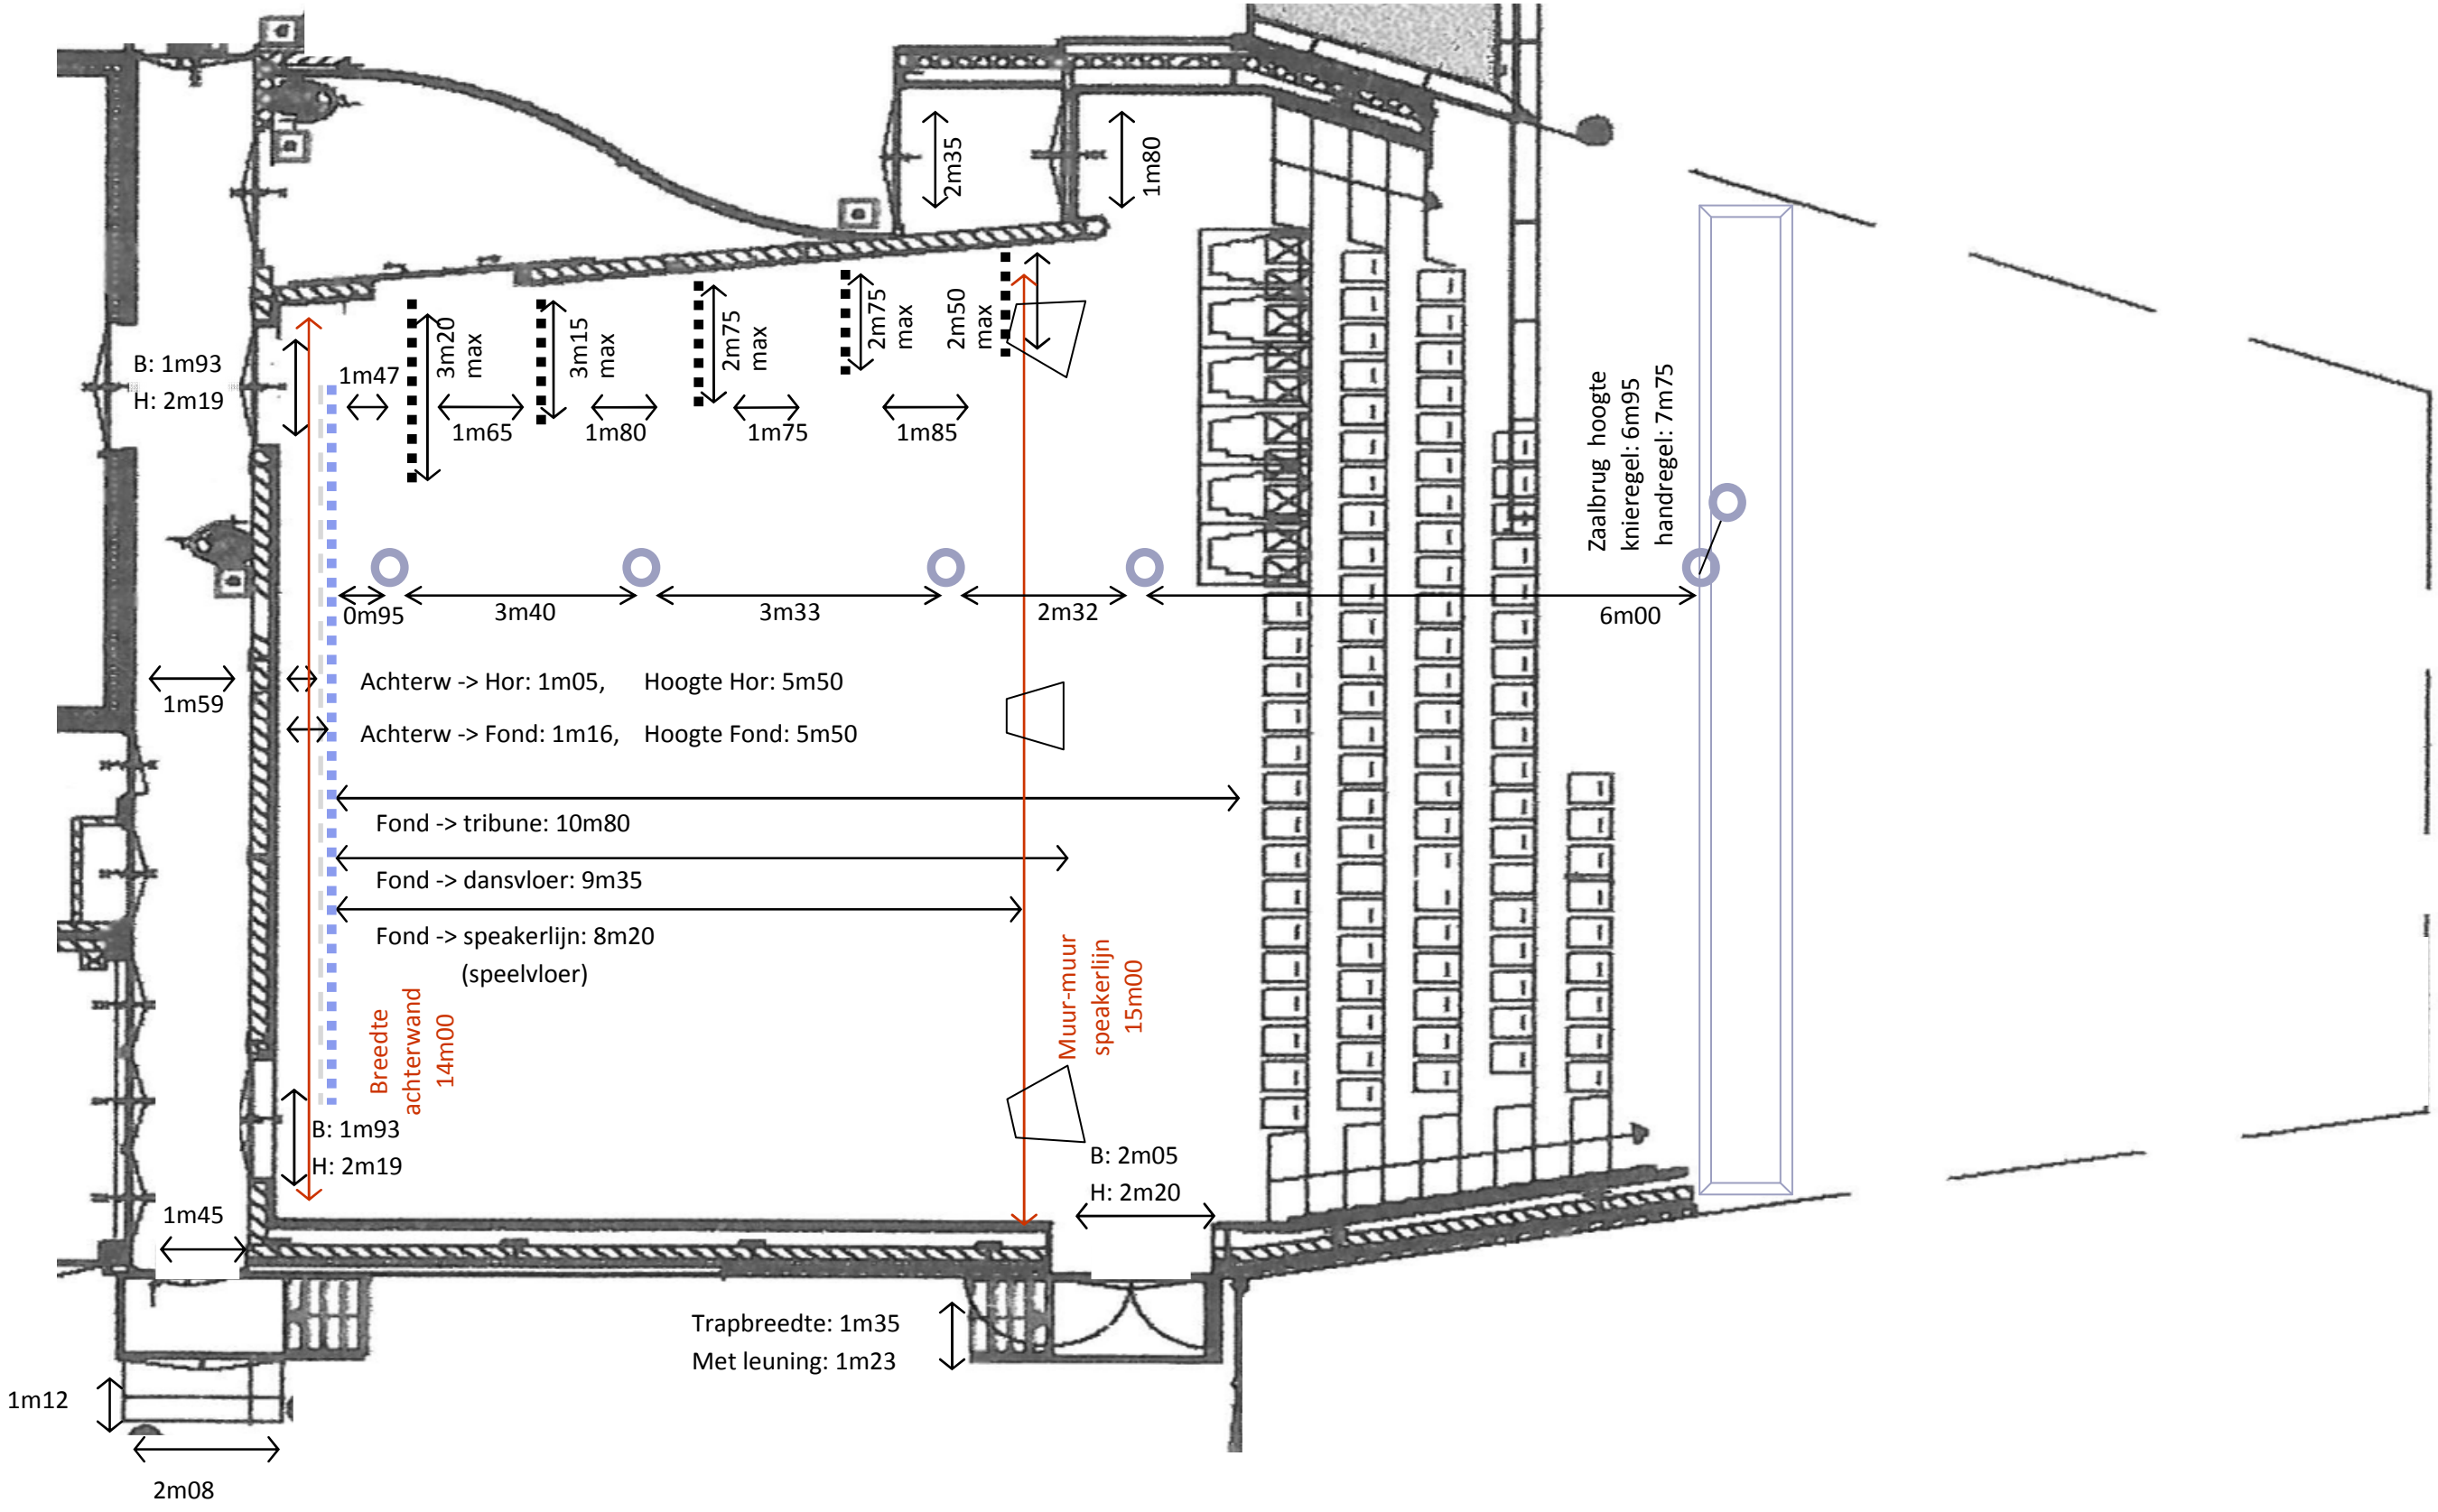 2m35
1m80
B: 1m93
H: 2m19
1m47
3m20
max
3m15
max
2m75
max
2m75
max
2m50
max
1m65
1m80
1m75
1m85
Zaalbrug hoogte
knieregel: 6m95
handregel: 7m75
0m95
3m40
3m33
2m32
6m00
1m59
Achterw -> Hor: 1m05, Hoogte Hor: 5m50
Achterw -> Fond: 1m16, Hoogte Fond: 5m50
Fond -> tribune: 10m80
Fond -> dansvloer: 9m35
Fond -> speakerlijn: 8m20
(speelvloer)
Breedte
achterwand
14m00
Muur-muur
speakerlijn
15m00
B: 1m93
H: 2m19
B: 2m05
H: 2m20
1m45
Trapbreedte: 1m35
Met leuning: 1m23
1m12
2m08